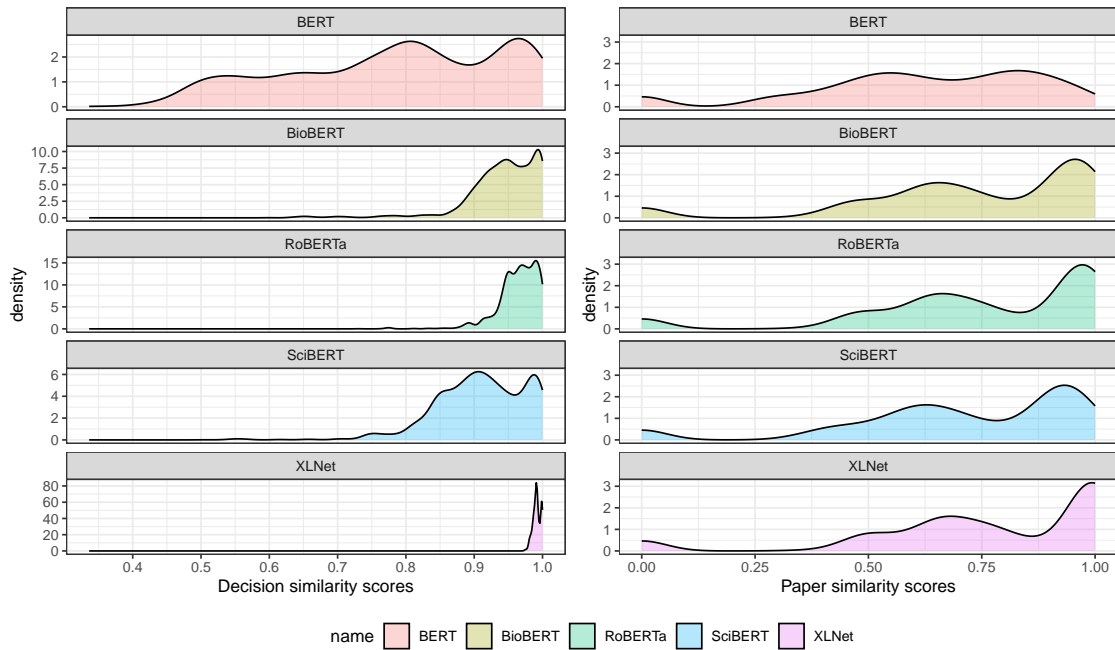 BERT
2
1
0
BioBERT
10.0
7.5
5.0
2.5
0.0
RoBERTa
15
10
5
0
SciBERT
6
4
2
0
XLNet
80
60
40
20
0
0.4 0.5 0.6 0.7 0.8 0.9 1.0
Decision similarity scores
density
BERT
3
2
1
0
BioBERT
3
2
1
0
RoBERTa
3
2
1
0
SciBERT
3
2
1
0
XLNet
3
2
1
0
0.00 0.25 0.50 0.75 1.00
Paper similarity scores
density
name BERT BioBERT RoBERTa SciBERT XLNet